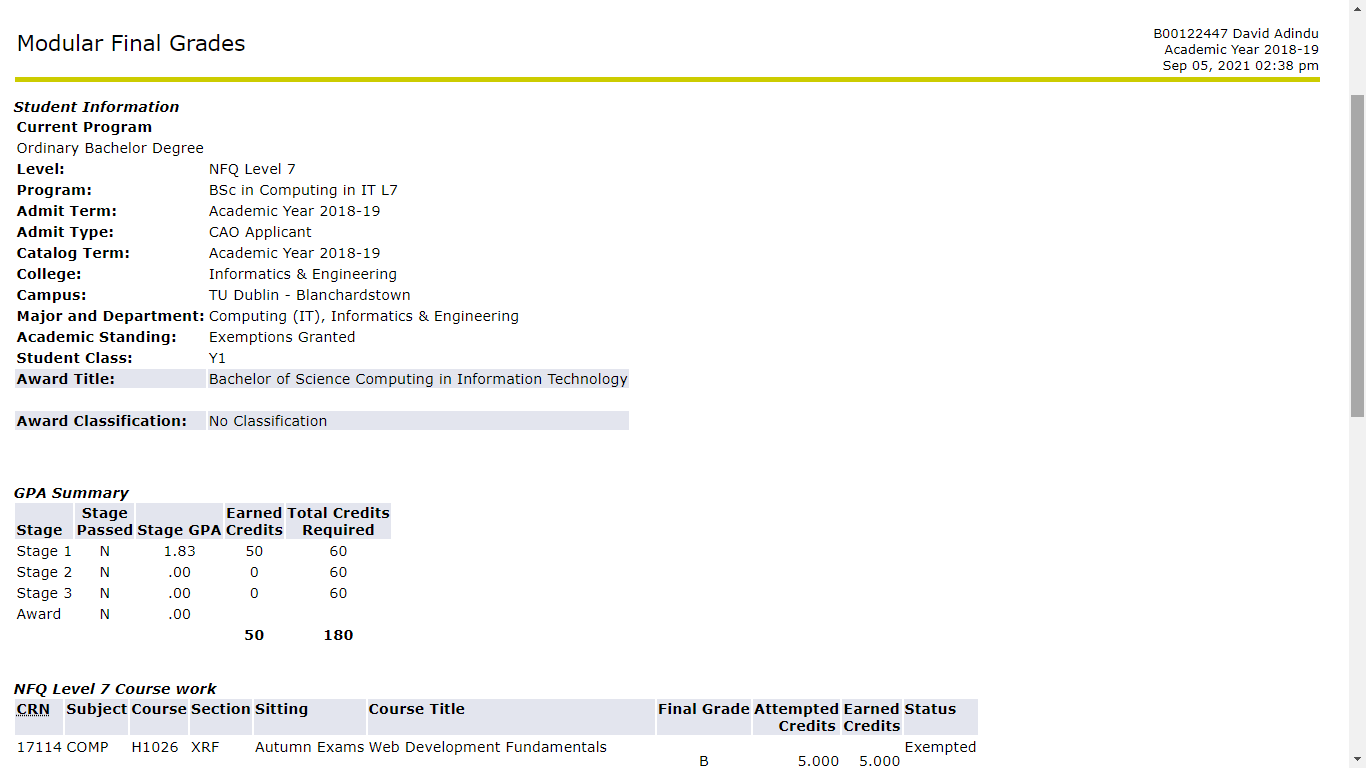 Modular Final Grades
B00122447 David Adindu
Academic Year 2018-19
Sep 05, 2021 02:38 pm
Student Information
Current Program
Ordinary Bachelor Degree
Level: NFQ Level 7
Program: BSc in Computing in IT L7
Admit Term: Academic Year 2018-19
Admit Type: CAO Applicant
Catalog Term: Academic Year 2018-19
College: Informatics & Engineering
Campus: TU Dublin - Blanchardstown
Major and Department: Computing (IT), Informatics & Engineering
Academic Standing: Exemptions Granted
Student Class: Y1
Award Title: Bachelor of Science Computing in Information Technology
Award Classification: No Classification
GPA Summary
Stage Stage Passed Stage GPA Earned Credits Total Credits Required
Stage 1 N 1.83 50 60
Stage 2 N .00 0 60
Stage 3 N .00 0 60
Award N .00
50 180
NFQ Level 7 Course work
CRN Subject Course Section Sitting Course Title Final Grade Attempted Credits Earned Credits Status
17114 COMP H1026 XRF Autumn Exams Web Development Fundamentals B 5.000 5.000 Exempted